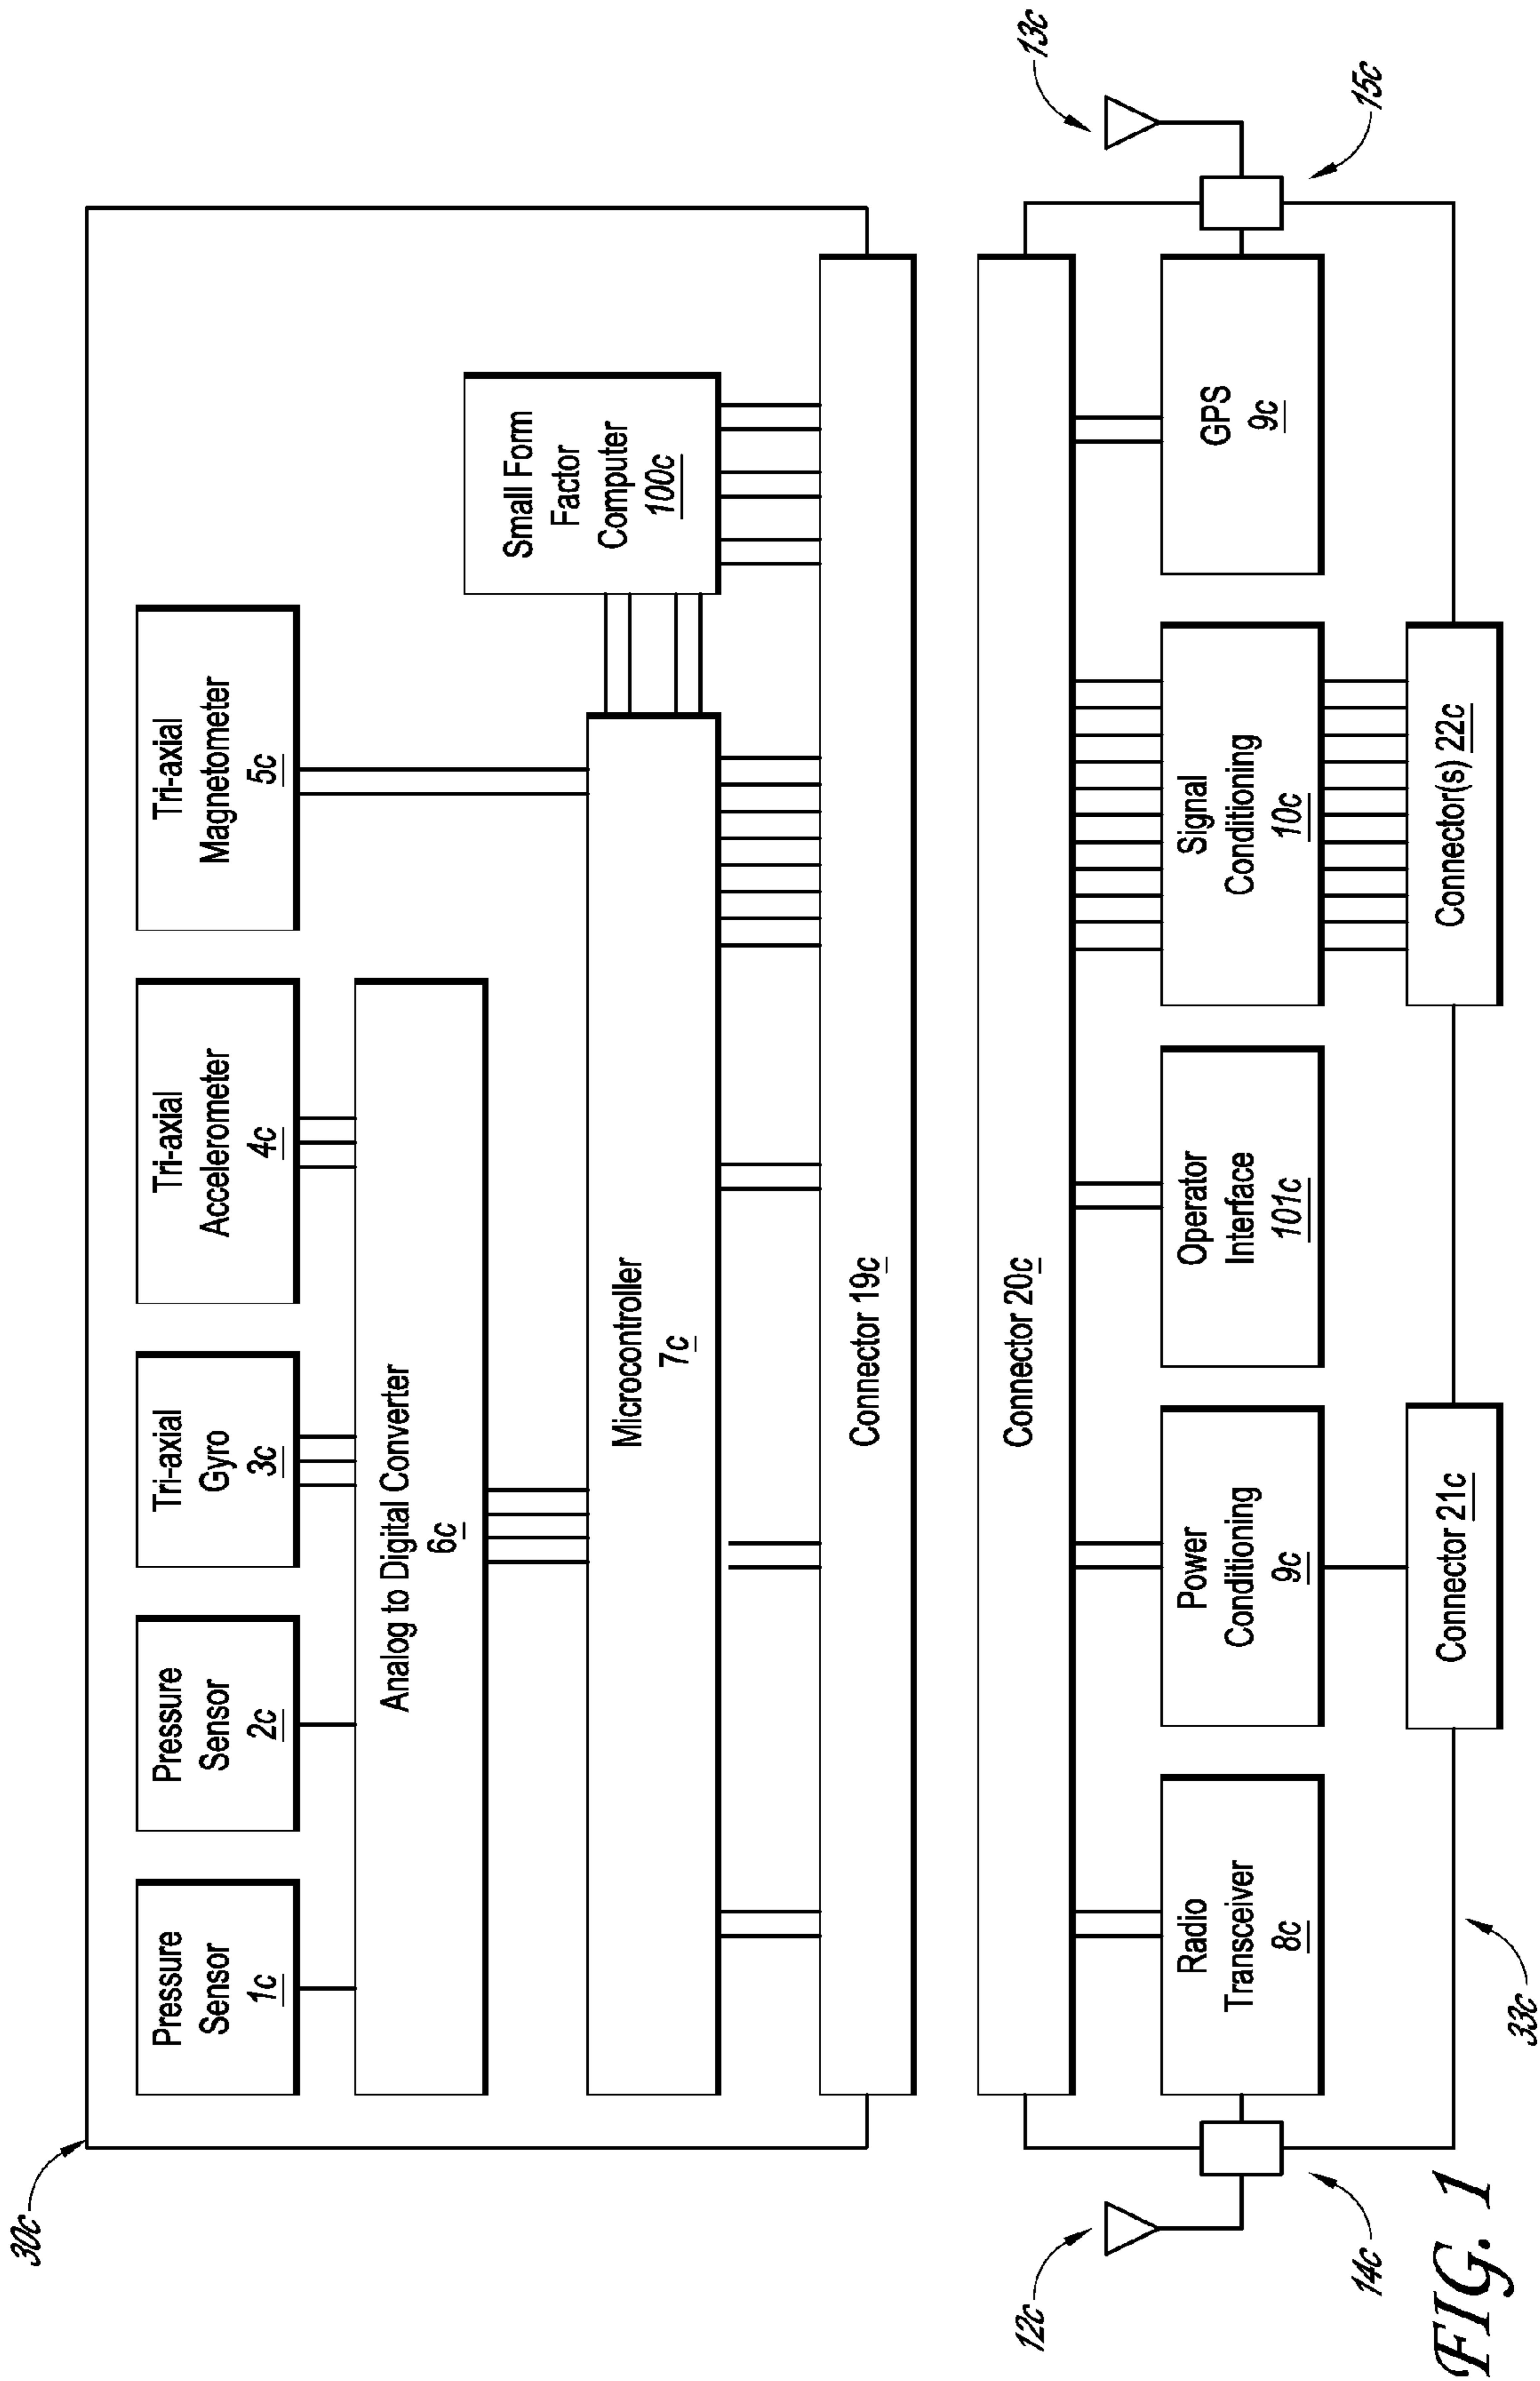 30c
Pressure
Sensor
1c
Pressure
Sensor
2c
Tri-axial
Gyro
3c
Tri-axial
Accelerometer
4c
Tri-axial
Magnetometer
5c
Analog to Digital Converter
6c
Small Form
Factor
Computer
100c
Microcontroller
7c
Connector 19c
Connector 20c
12c
13c
Radio
Transceiver
8c
Power
Conditioning
9c
Operator
Interface
101c
Signal
Conditioning
10c
GPS
9c
14c
15c
Connector 21c
Connector(s) 22c
33c
FIG. 1